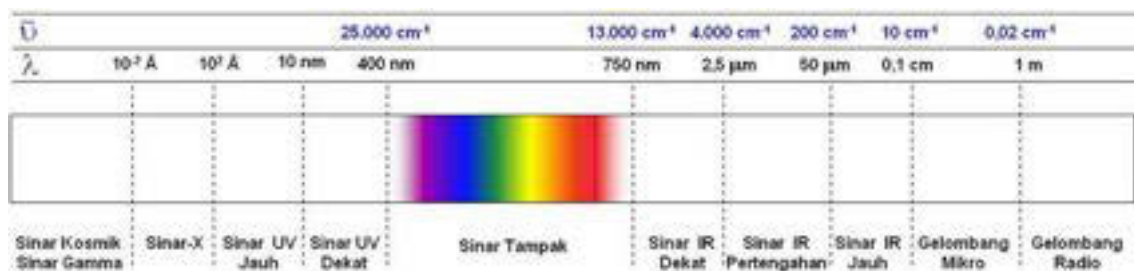 ῡ 25.000 cm⁻¹ 13.000 cm⁻¹ 4.000 cm⁻¹ 200 cm⁻¹ 10 cm⁻¹ 0,02 cm⁻¹
λ 10 nm 400 nm 750 nm 2,5 µm 50 µm 0,1 cm 1 m
Sinar Kosmik Sinar-X Sinar UV Sinar UV Sinar Tampak Sinar IR Sinar IR Sinar IR Gelombang Gelombang
Sinar Gamma Jauh Dekat Dekat Pertengahan Jauh Mikro Radio